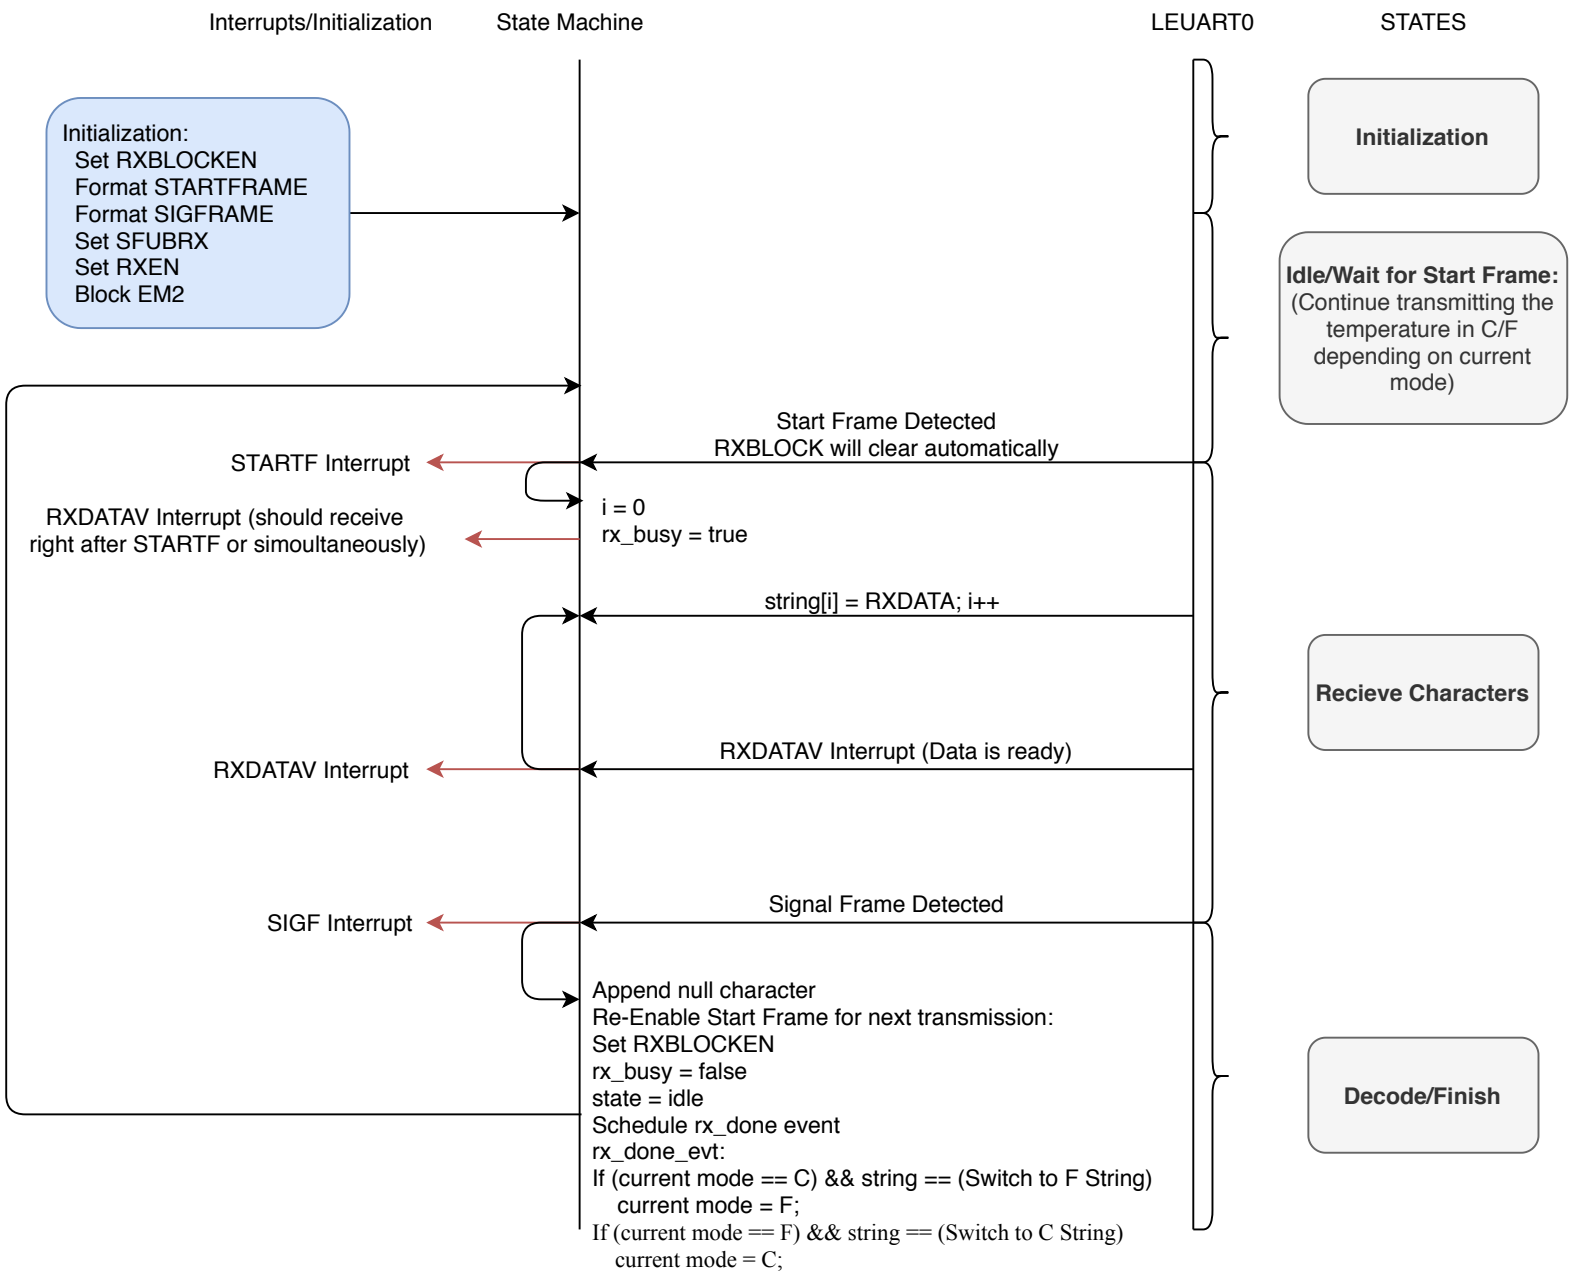 Interrupts/Initialization
State Machine
LEUART0
STATES
Initialization:
Set RXBLOCKEN
Format STARTFRAME
Format SIGFRAME
Set SFUBRX
Set RXEN
Block EM2
Initialization
Idle/Wait for Start Frame:
(Continue transmitting the
temperature in C/F
depending on current
mode)
Start Frame Detected
RXBLOCK will clear automatically
STARTF Interrupt
i = 0
rx_busy = true
RXDATAV Interrupt (should receive
right after STARTF or simoultaneously)
string[i] = RXDATA; i++
Recieve Characters
RXDATAV Interrupt (Data is ready)
RXDATAV Interrupt
Signal Frame Detected
SIGF Interrupt
Append null character
Re-Enable Start Frame for next transmission:
Set RXBLOCKEN
rx_busy = false
state = idle
Schedule rx_done event
rx_done_evt:
If (current mode == C) && string == (Switch to F String)
current mode = F;
If (current mode == F) && string == (Switch to C String)
current mode = C;
Decode/Finish